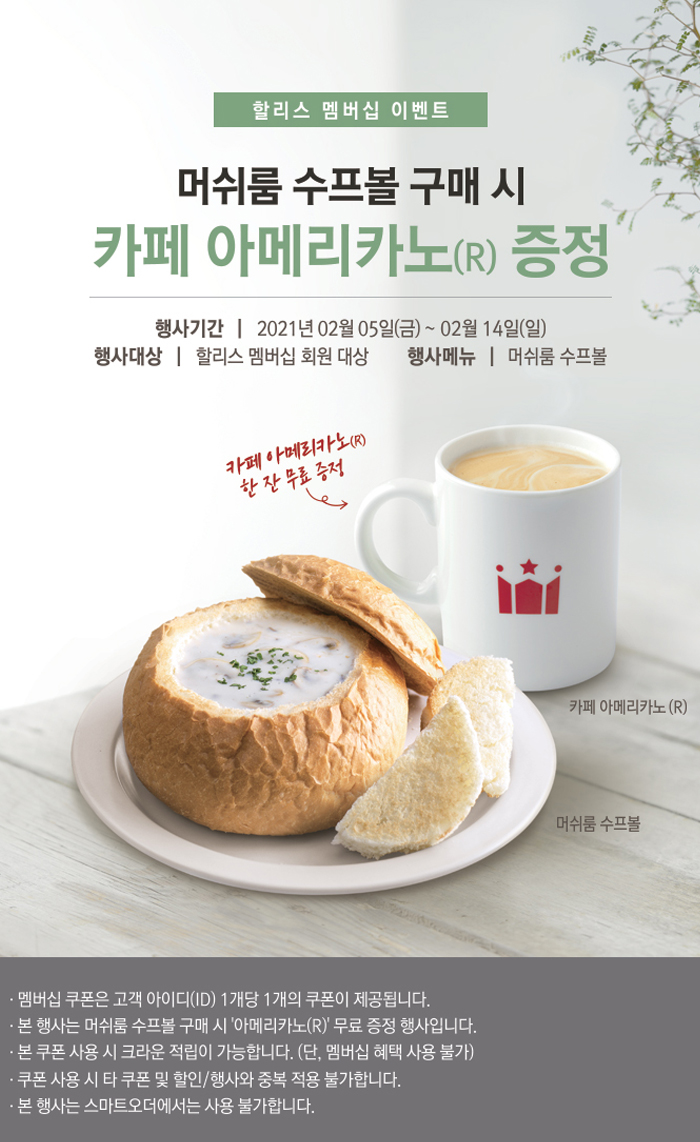 할리스 멤버십 이벤트
머쉬룸 수프볼 구매 시
카페 아메리카노(R) 증정
행사기간 | 2021년 02월 05일(금) ~ 02월 14일(일)
행사대상 | 할리스 멤버십 회원 대상 행사메뉴 | 머쉬룸 수프볼
카페 아메리카노(R)
한 잔 무료 증정
카페 아메리카노 (R)
머쉬룸 수프볼
· 멤버십 쿠폰은 고객 아이디(ID) 1개당 1개의 쿠폰이 제공됩니다.
· 본 행사는 머쉬룸 수프볼 구매 시 '아메리카노(R)' 무료 증정 행사입니다.
· 본 쿠폰 사용 시 크라운 적립이 가능합니다. (단, 멤버십 혜택 사용 불가)
· 쿠폰 사용 시 타 쿠폰 및 할인/행사와 중복 적용 불가합니다.
· 본 행사는 스마트오더에서는 사용 불가합니다.